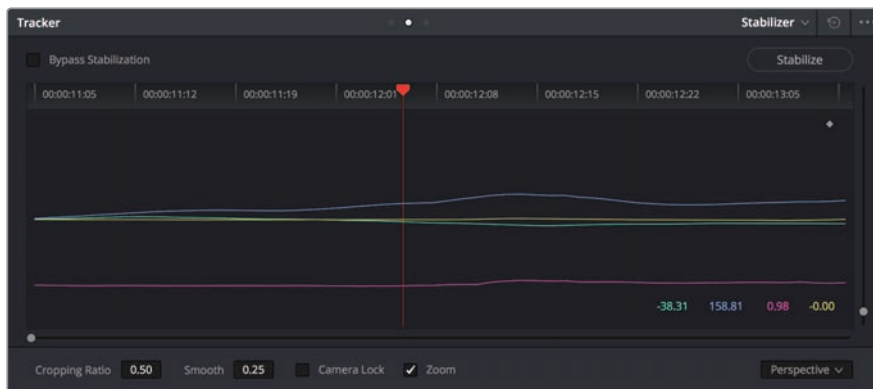 Tracker Stabilizer
Bypass Stabilization Stabilize
00:00:11:05 00:00:11:12 00:00:11:19 00:00:12:01 00:00:12:08 00:00:12:15 00:00:12:22 00:00:13:05
-38.31 158.81 0.98 -0.00
Cropping Ratio 0.50 Smooth 0.25 Camera Lock Zoom Perspective